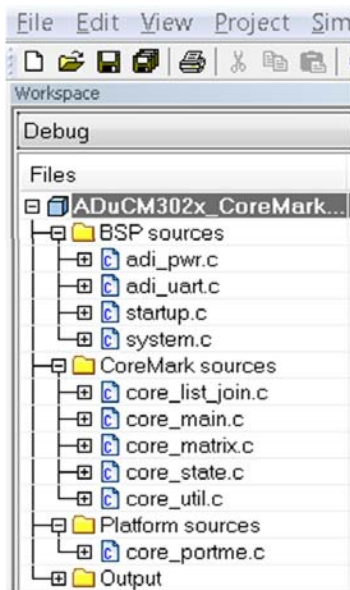 File Edit View Project Sim
Workspace
Debug
Files
ADuCM302x_CoreMark...
BSP sources
adi_pwr.c
adi_uart.c
startup.c
system.c
CoreMark sources
core_list_join.c
core_main.c
core_matrix.c
core_state.c
core_util.c
Platform sources
core_portme.c
Output